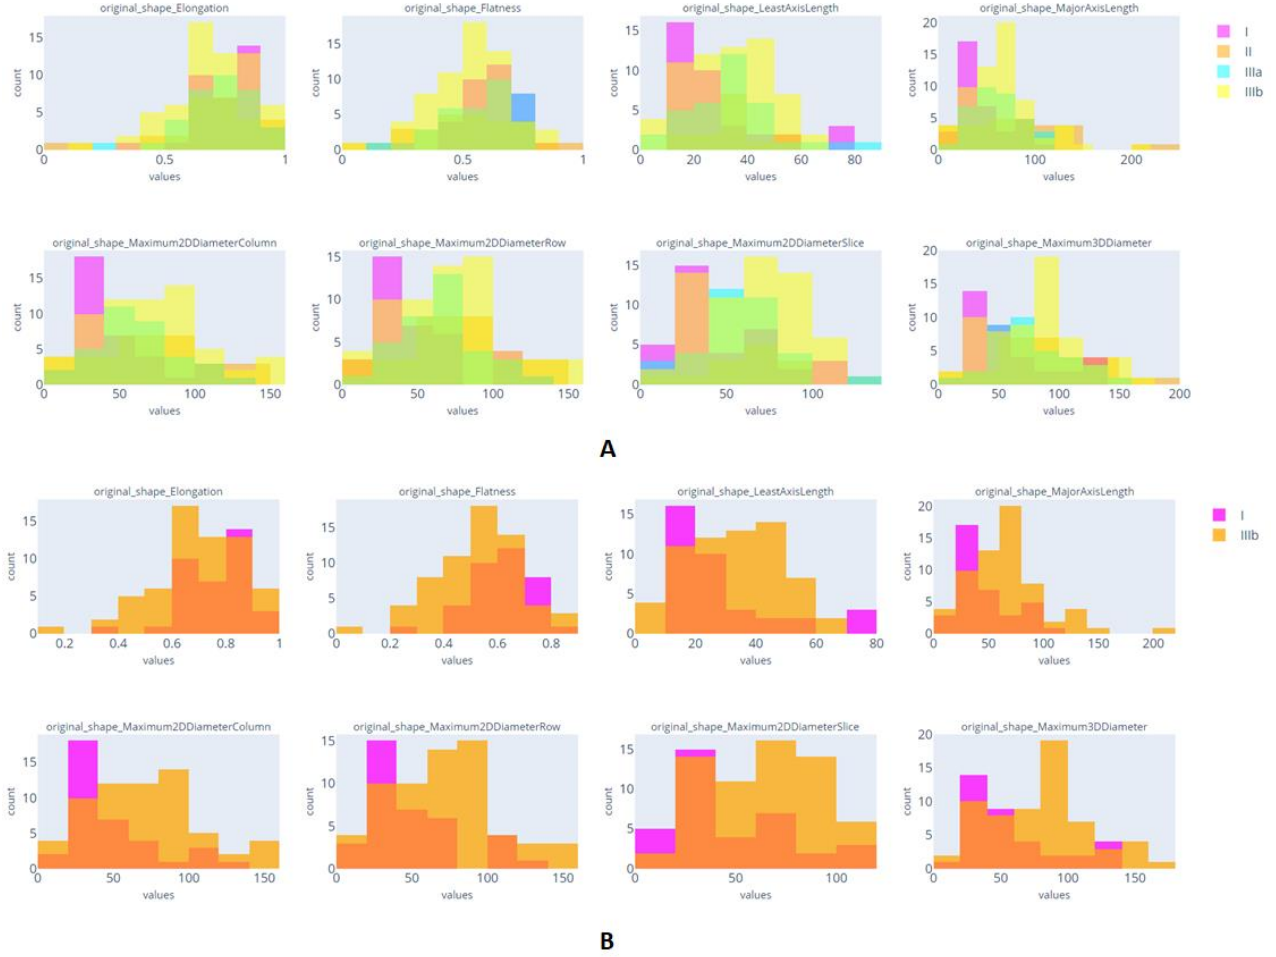 original_shape_Elongation
original_shape_Flatness
original_shape_LeastAxisLength
original_shape_MajorAxisLength
I
II
IIIa
IIIb
count
15
10
5
0
0
0.5
1
values
count
15
10
5
0
0
0.5
1
values
count
15
10
5
0
0
20
40
60
80
values
count
20
15
10
5
0
0
100
200
values
original_shape_Maximum2DDiameterColumn
original_shape_Maximum2DDiameterRow
original_shape_Maximum2DDiameterSlice
original_shape_Maximum3DDiameter
count
15
10
5
0
0
50
100
150
values
count
15
10
5
0
0
50
100
150
values
count
15
10
5
0
0
50
100
values
count
20
15
10
5
0
0
50
100
150
200
values
A
original_shape_Elongation
original_shape_Flatness
original_shape_LeastAxisLength
original_shape_MajorAxisLength
I
IIIb
count
15
10
5
0
0.2
0.4
0.6
0.8
1
values
count
15
10
5
0
0
0.2
0.4
0.6
0.8
values
count
15
10
5
0
20
40
60
80
values
count
20
15
10
5
0
0
50
100
150
200
values
original_shape_Maximum2DDiameterColumn
original_shape_Maximum2DDiameterRow
original_shape_Maximum2DDiameterSlice
original_shape_Maximum3DDiameter
count
15
10
5
0
0
50
100
150
values
count
15
10
5
0
0
50
100
150
values
count
15
10
5
0
0
50
100
values
count
20
15
10
5
0
0
50
100
150
values
B